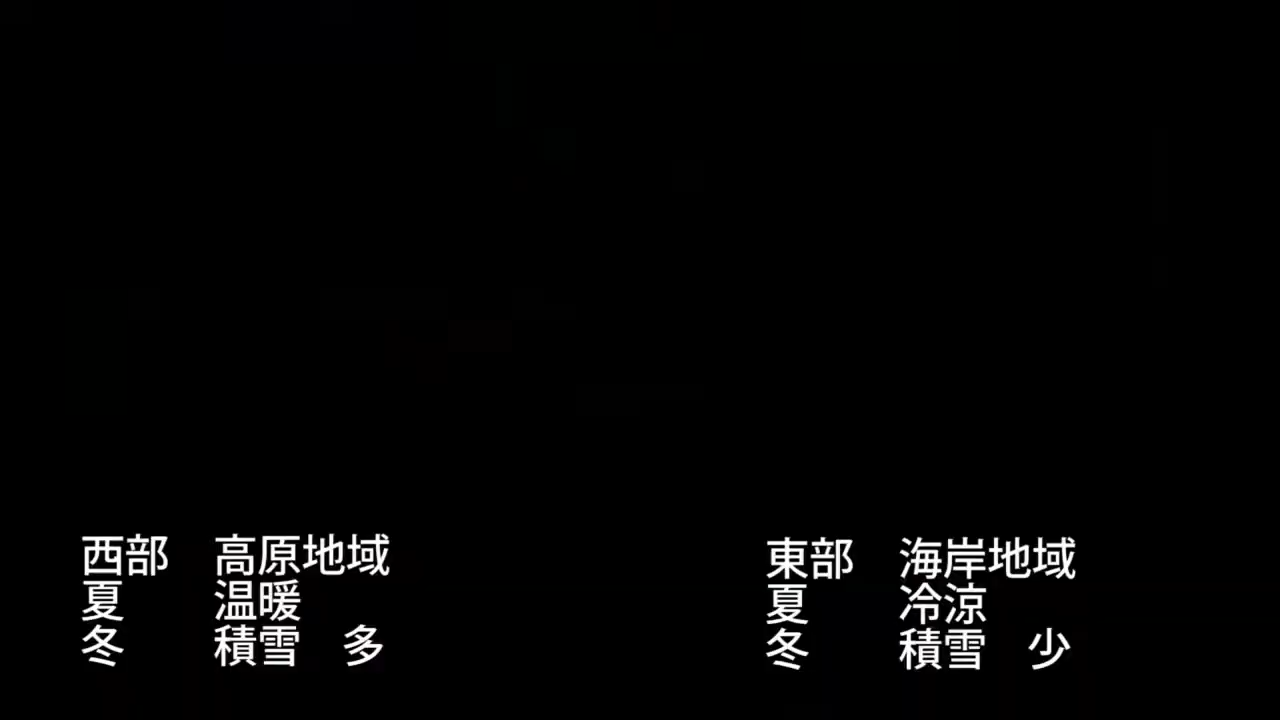 西部　高原地域
夏　　温暖
冬　　積雪　多
東部　海岸地域
夏　　冷涼
冬　　積雪　少